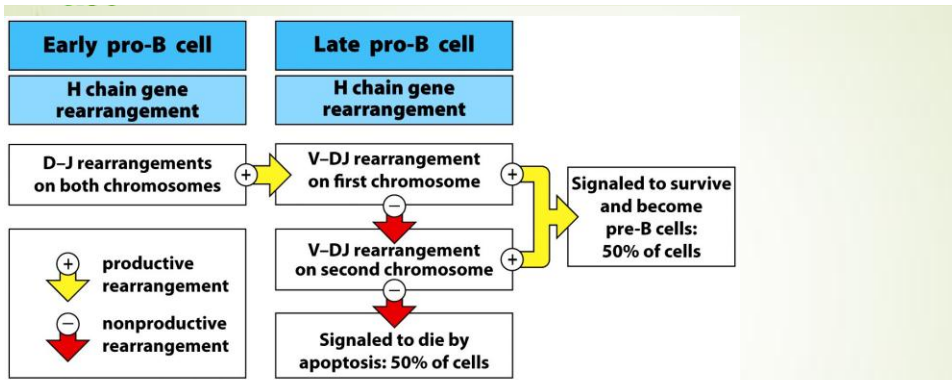 Early pro-B cell
Late pro-B cell
H chain gene
rearrangement
H chain gene
rearrangement
D–J rearrangements
on both chromosomes
+
V–DJ rearrangement
on first chromosome
+
−
Signaled to survive
and become
pre-B cells:
50% of cells
V–DJ rearrangement
on second chromosome
+
−
Signaled to die by
apoptosis: 50% of cells
+
productive
rearrangement
−
nonproductive
rearrangement